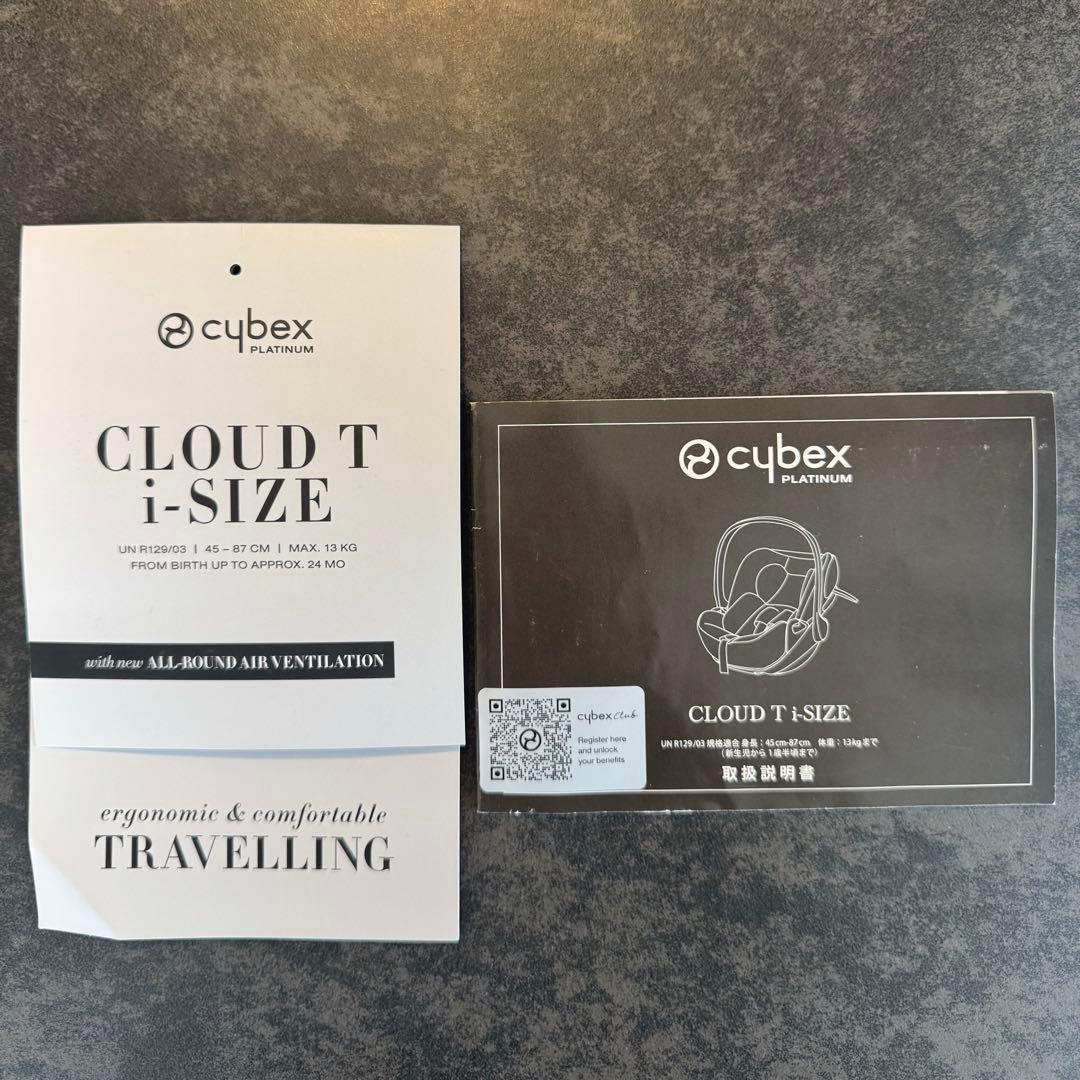 cybex
PLATINUM
CLOUD T
i-SIZE
UN R129/03 | 45 – 87 CM | MAX. 13 KG
FROM BIRTH UP TO APPROX. 24 MO
with new ALL-ROUND AIR VENTILATION
ergonomic & comfortable
TRAVELLING
cybex
PLATINUM
CLOUD T i-SIZE
UN R129/03 規格適合 身長：45cm-87cm 体重：13kgまで
（新生児から1歳半頃まで）
取扱説明書
cybex club
Register here
and unlock
your benefits